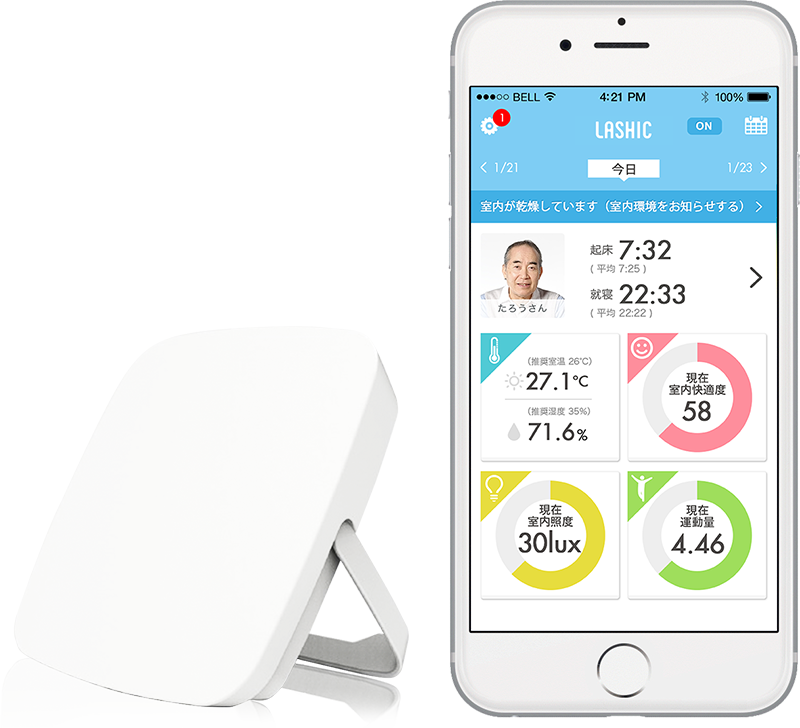 ●●●○○ BELL 4:21 PM 100%
1
LASHIC
ON
1/21 今日 1/23
室内が乾燥しています（室内環境をお知らせする）
起床 7:32
( 平均 7:25 )
就寝 22:33
( 平均 22:22 )
たろうさん
(推奨室温 26℃)
27.1℃
(推奨湿度 35%)
71.6%
現在
室内快適度
58
現在
室内照度
30lux
現在
運動量
4.46